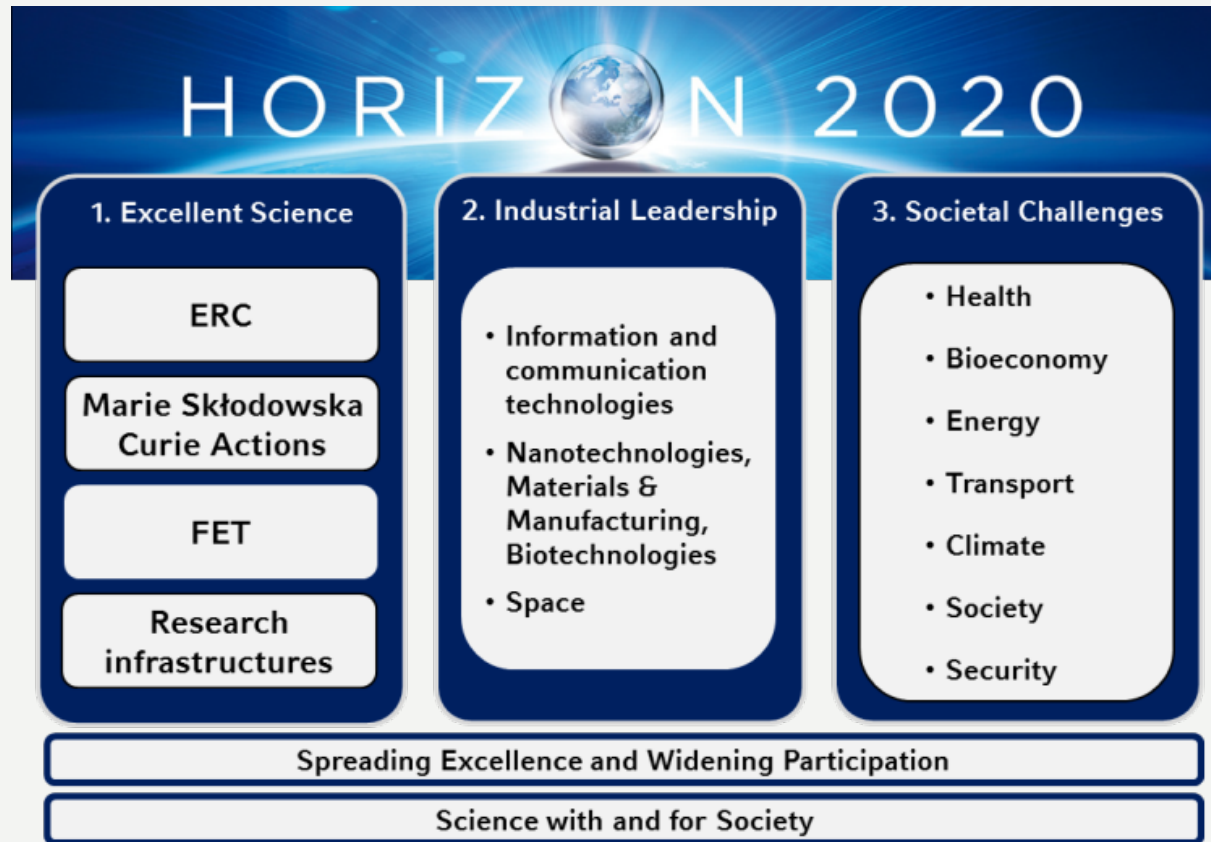 HORIZON 2020
1. Excellent Science
ERC
Marie Skłodowska
Curie Actions
FET
Research
infrastructures
2. Industrial Leadership
• Information and
communication
technologies
• Nanotechnologies,
Materials &
Manufacturing,
Biotechnologies
• Space
3. Societal Challenges
• Health
• Bioeconomy
• Energy
• Transport
• Climate
• Society
• Security
Spreading Excellence and Widening Participation
Science with and for Society